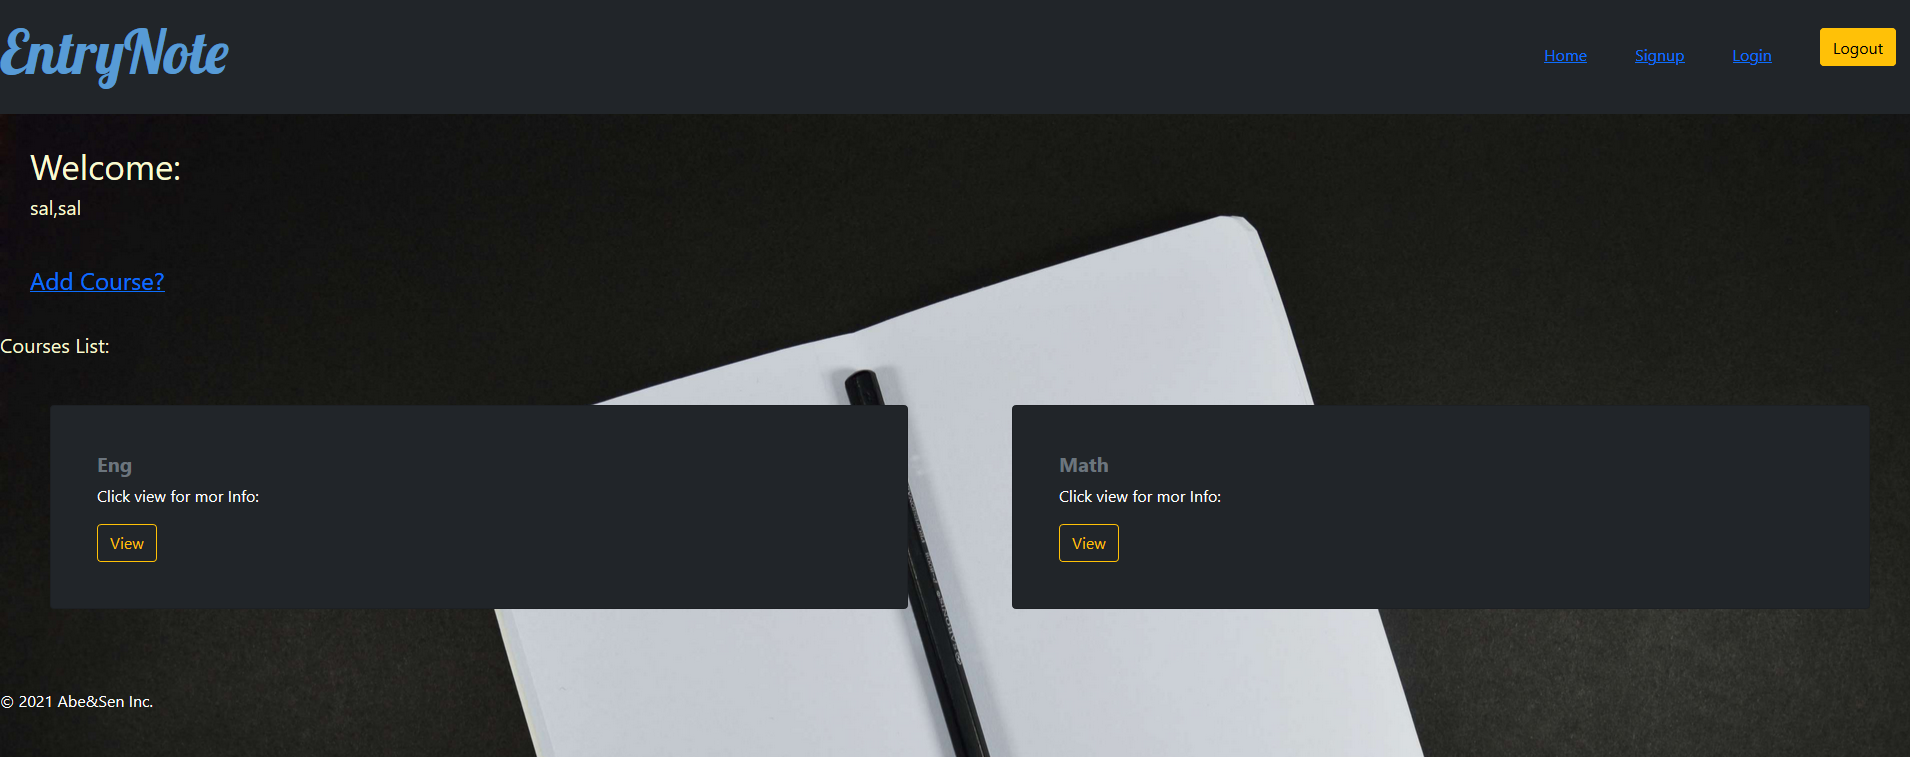 EntryNote
Home Signup Login Logout
Welcome:
sal,sal
Add Course?
Courses List:
Eng
Click view for mor Info:
View
Math
Click view for mor Info:
View
© 2021 Abe&Sen Inc.